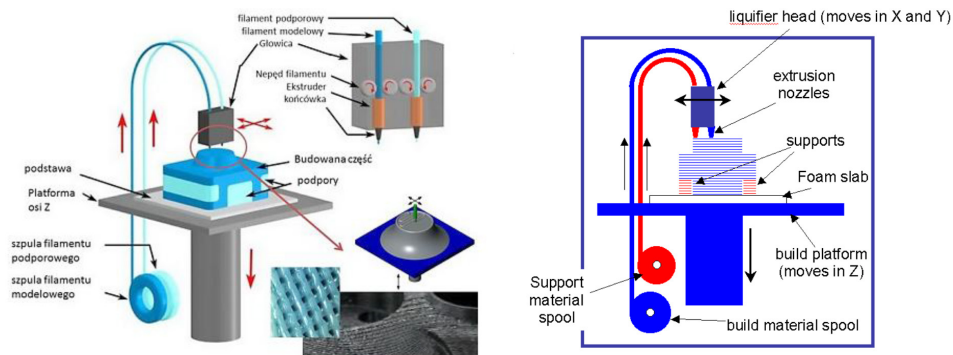 filament podporowy
filament modelowy
Głowica
Nepęd filamentu
Ekstruder
końcówka
podstawa
Platforma
osi Z
Budowana część
podpory
szpula filamentu
podporowego
szpula filamentu
modelowego
liquifier head (moves in X and Y)
extrusion
nozzles
supports
Foam slab
build platform
(moves in Z)
Support
material
spool
build material spool